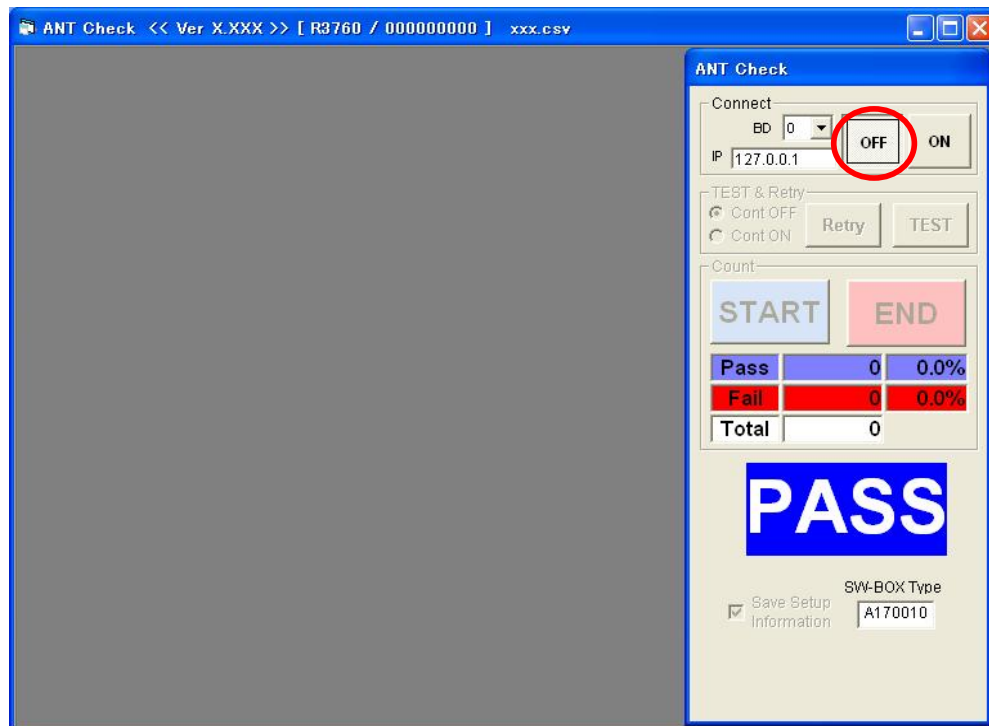 ANT Check << Ver X.XXX >> [ R3760 / 000000000 ] xxx.csv
ANT Check
Connect
BD 0
OFF ON
IP 127.0.0.1
TEST & Retry
Cont OFF
Cont ON
Retry TEST
Count
START END
Pass 0 0.0%
Fail 0 0.0%
Total 0
PASS
SW-BOX Type
Save Setup
Information
A170010